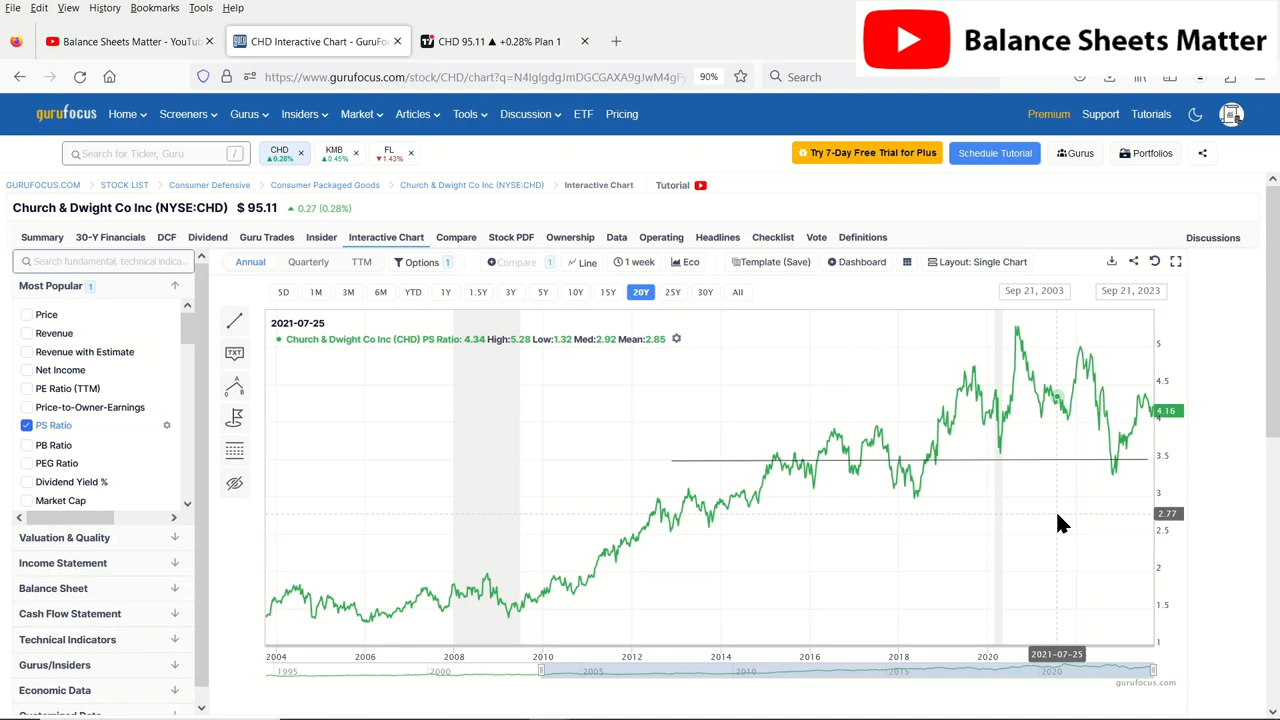 File Edit View History Bookmarks Tools Help
Balance Sheets Matter
Balance Sheets Matter - YouTu
CHD Interactive Chart - GuruFo
CHD 95.11 ▲ +0.28% Plan 1
https://www.gurufocus.com/stock/CHD/chart?q=
90%
Search
gurufocus Home Screeners Gurus Insiders Market Articles Tools Discussion ETF Pricing Premium Support Tutorials
Search for Ticker, Guru /
CHD ▲0.28%
KMB ▲0.45%
FL ▼1.43%
Try 7-Day Free Trial for Plus Schedule Tutorial Gurus Portfolios
GURUFOCUS.COM > STOCK LIST > Consumer Defensive > Consumer Packaged Goods > Church & Dwight Co Inc (NYSE:CHD) > Interactive Chart Tutorial
Church & Dwight Co Inc (NYSE:CHD) $ 95.11 ▲ 0.27 (0.28%)
Summary 30-Y Financials DCF Dividend Guru Trades Insider Interactive Chart Compare Stock PDF Ownership Personal Data Operating Headlines Checklist Vote Definitions Discussions
Search fundamental, technical indica...
Annual Quarterly TTM Options 1 Compare 1 Line 1 week Eco Template (Save) Dashboard Layout: Single Chart
Most Popular 1
5D 1M 3M 6M YTD 1Y 1.5Y 3Y 5Y 10Y 15Y 20Y 25Y 30Y All Sep 21, 2003 Sep 21, 2023
Price
Revenue
Revenue with Estimate
Net Income
PE Ratio (TTM)
Price-to-Owner-Earnings
PS Ratio
PB Ratio
PEG Ratio
Dividend Yield %
Market Cap
Valuation & Quality
Income Statement
Balance Sheet
Cash Flow Statement
Technical Indicators
Gurus/Insiders
Economic Data
TXT
2021-07-25
Church & Dwight Co Inc (CHD) PS Ratio: 4.34 High:5.28 Low:1.32 Med:2.92 Mean:2.85
5
4.5
4.16
4
3.5
3
2.77
2.5
2
1.5
1
2004 2006 2008 2010 2012 2014 2016 2018 2020 2021-07-25
1995 2000 2005 2010 2015 2020
gurufocus.com